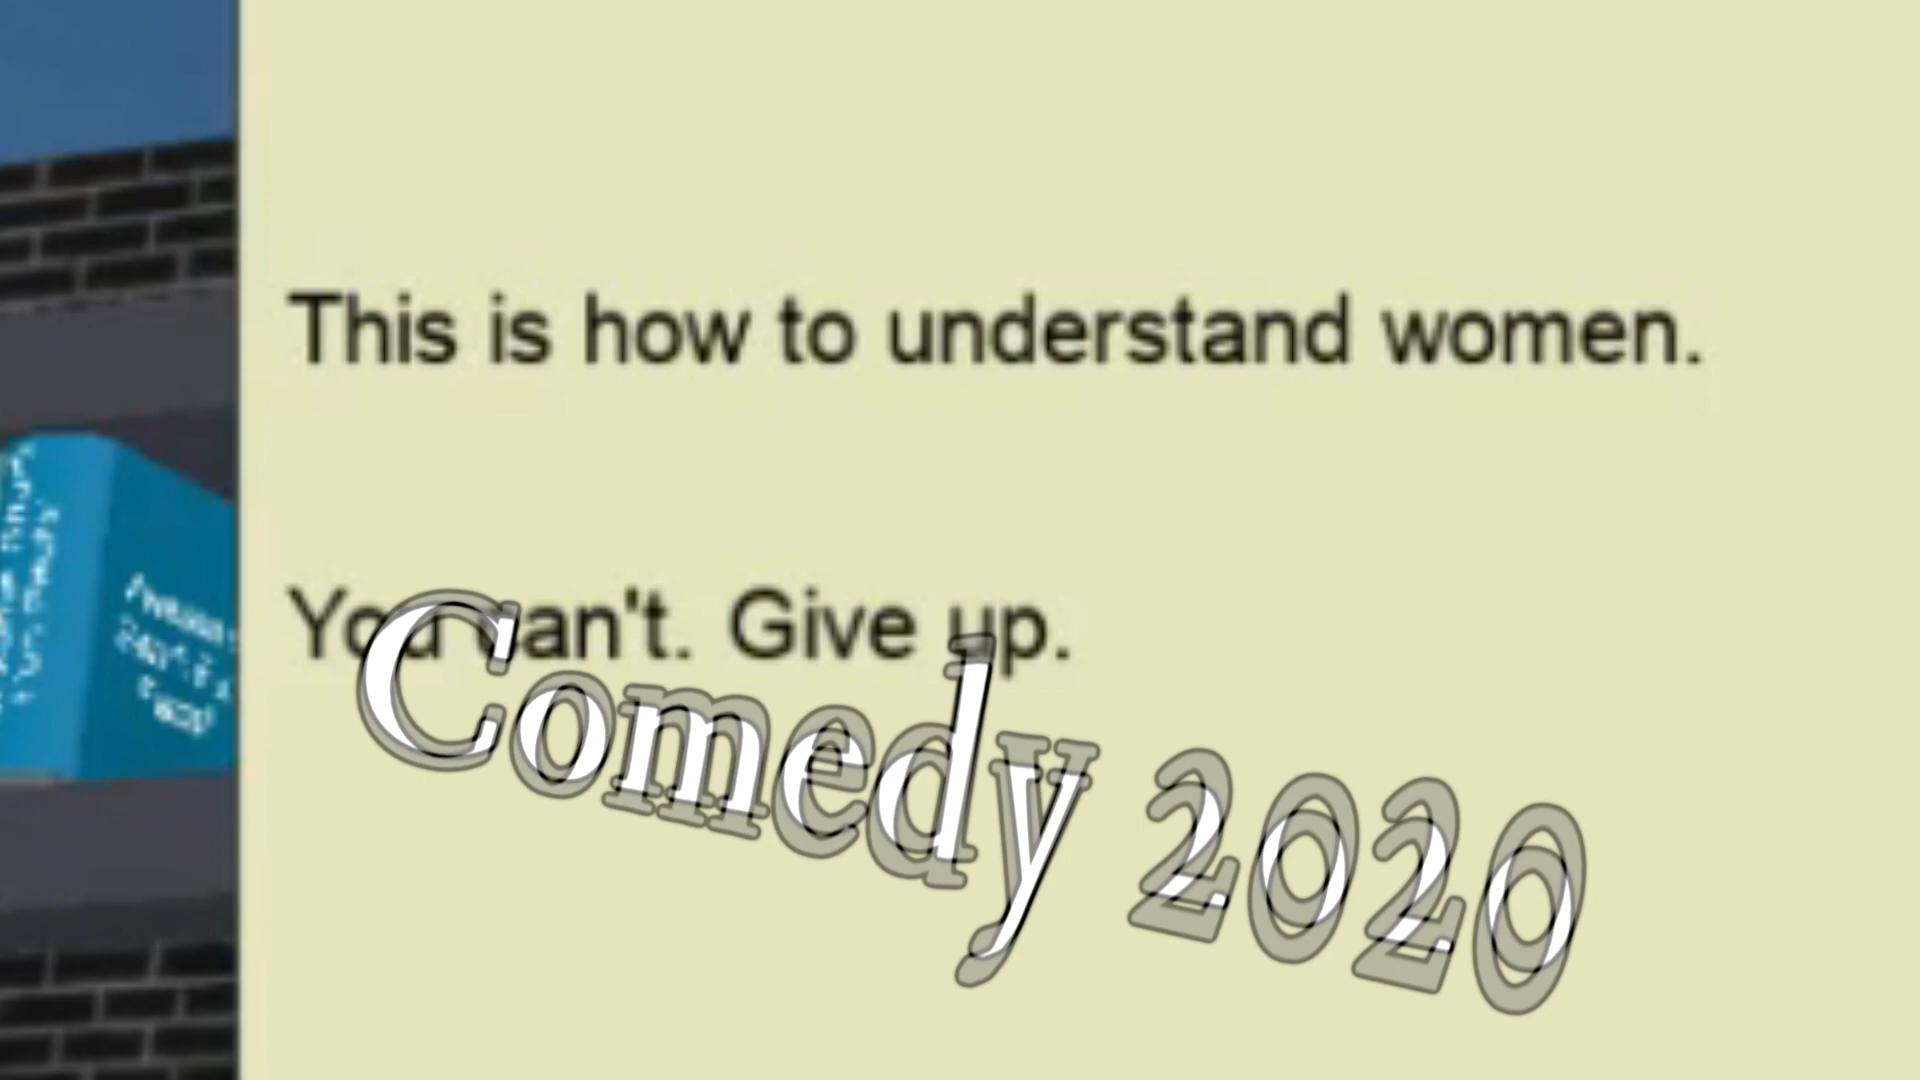 This is how to understand women.
You can't. Give up.
Comedy 2020